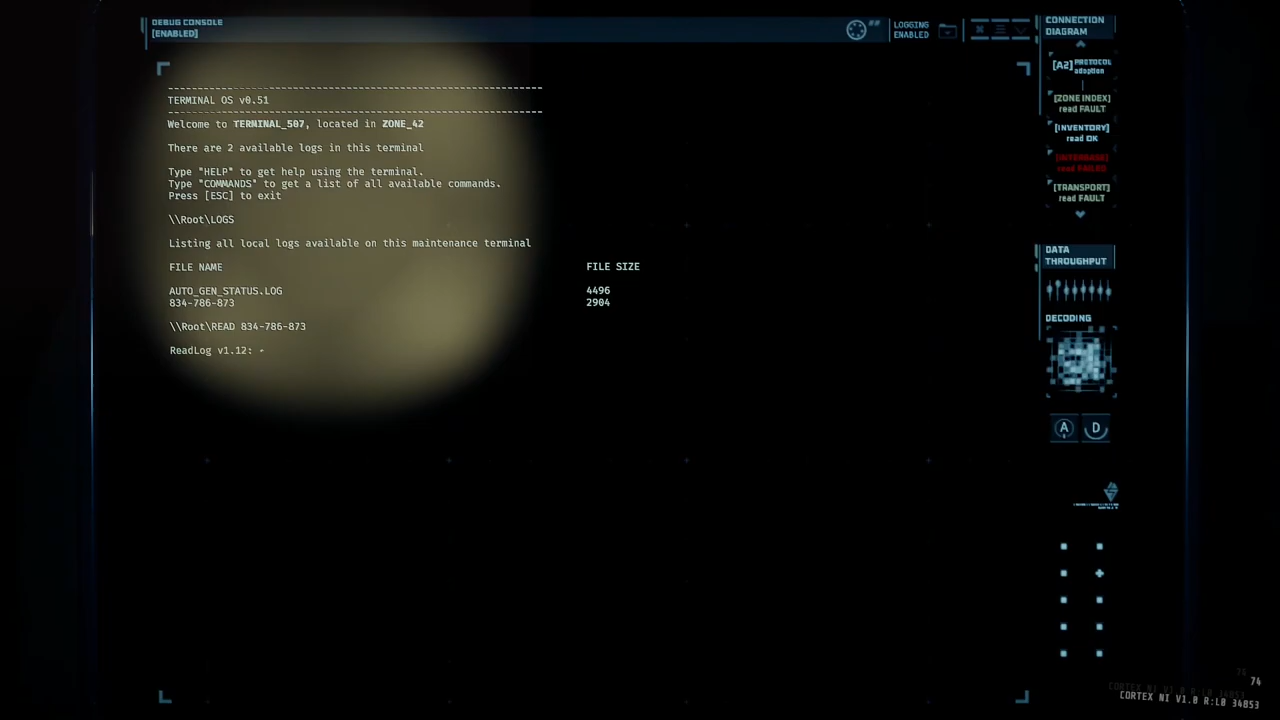 DEBUG CONSOLE
[ENABLED]
LOGGING
ENABLED
------------------------------------------------------------
TERMINAL OS v0.51
------------------------------------------------------------
Welcome to TERMINAL_507, located in ZONE_42
There are 2 available logs in this terminal
Type "HELP" to get help using the terminal.
Type "COMMANDS" to get a list of all available commands.
Press [ESC] to exit
\\Root\LOGS
Listing all local logs available on this maintenance terminal
FILE NAME FILE SIZE
AUTO_GEN_STATUS.LOG 4496
834-786-873 2904
\\Root\READ 834-786-873
ReadLog v1.12: -
CONNECTION
DIAGRAM
[A2] PROTOCOL
adoption
[ZONE INDEX]
read FAULT
[INVENTORY]
read OK
read FAILED
[TRANSPORT]
read FAULT
DATA
THROUGHPUT
DECODING
A D
74
CORTEX NI V1.0 R:L0 34853